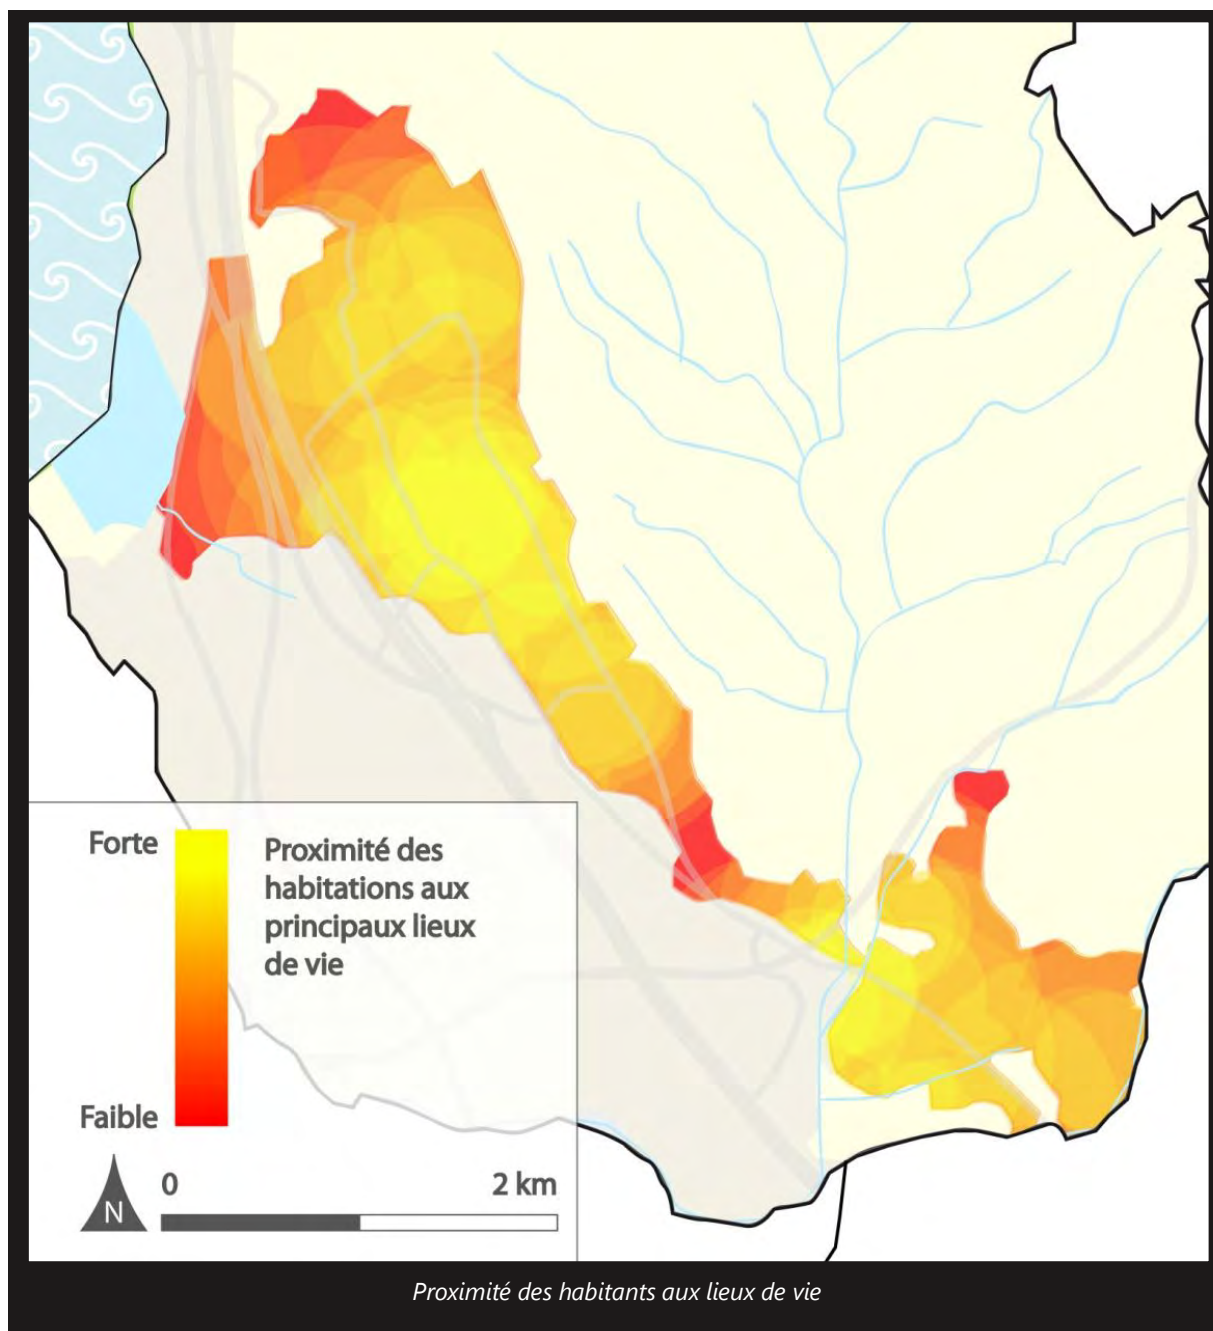 Forte
Proximité des
habitations aux
principaux lieux
de vie
Faible
N
0
2 km
Proximité des habitants aux lieux de vie